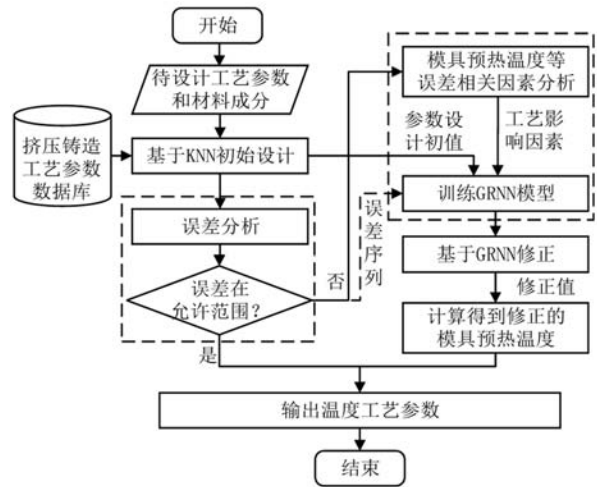 开始
待设计工艺参数
和材料成分
挤压铸造
工艺参数
数据库
基于KNN初始设计
误差分析
误差在
允许范围?
否
是
模具预热温度等
误差相关因素分析
参数设
计初值
工艺影
响因素
训练GRNN模型
误差序列
基于GRNN修正
修正值
计算得到修正的
模具预热温度
输出温度工艺参数
结束